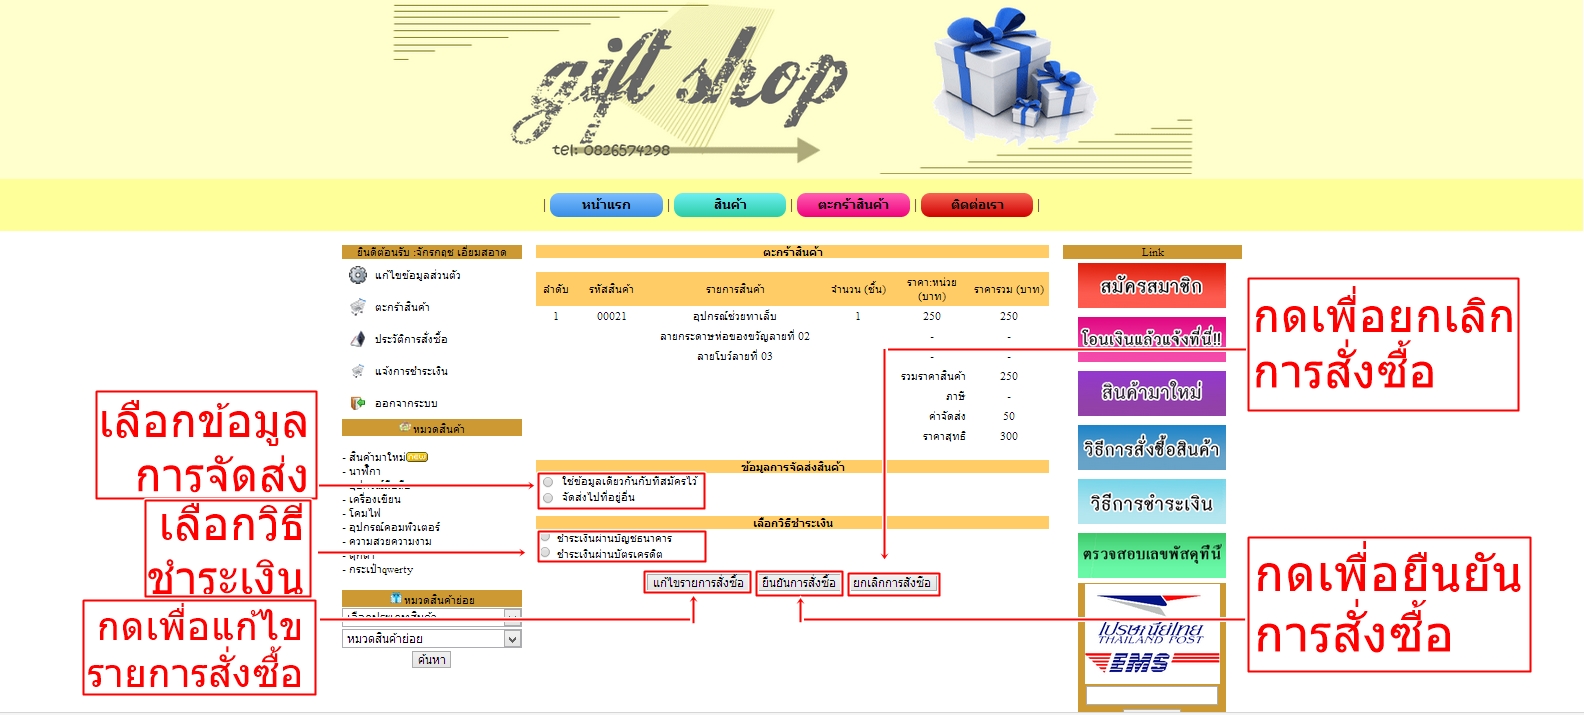 gift shop
tel: 0826574298
| หน้าแรก | สินค้า | ตะกร้าสินค้า | ติดต่อเรา |
ยินดีต้อนรับ :จักรกฤช เอี่ยมสอาด
แก้ไขข้อมูลส่วนตัว
ตะกร้าสินค้า
ประวัติการสั่งซื้อ
แจ้งการชำระเงิน
ออกจากระบบ
หมวดสินค้า
- สินค้ามาใหม่
- นาฬิกา
- เครื่องเขียน
- โคมไฟ
- อุปกรณ์คอมพิวเตอร์
- ความสวยความงาม
- ตุ๊กตา
- กระเป๋าqwerty
หมวดสินค้าย่อย
เลือกประเภทสินค้า
หมวดสินค้าย่อย
ค้นหา
ตะกร้าสินค้า
ลำดับ รหัสสินค้า รายการสินค้า จำนวน (ชิ้น) ราคา:หน่วย (บาท) ราคารวม (บาท)
1 00021 อุปกรณ์ช่วยทาเล็บ 1 250 250
ลายกระดาษห่อของขวัญลายที่ 02 - -
ลายโบว์ลายที่ 03 - -
รวมราคาสินค้า 250
ภาษี -
ค่าจัดส่ง 50
ราคาสุทธิ 300
ข้อมูลการจัดส่งสินค้า
ใช้ข้อมูลเดียวกันกับที่สมัครไว้
จัดส่งไปที่อยู่อื่น
เลือกวิธีชำระเงิน
ชำระเงินผ่านบัญชีธนาคาร
ชำระเงินผ่านบัตรเครดิต
แก้ไขรายการสั่งซื้อ
ยืนยันการสั่งซื้อ
ยกเลิกการสั่งซื้อ
Link
สมัครสมาชิก
โอนเงินแล้วแจ้งที่นี่!!
สินค้ามาใหม่
วิธีการสั่งซื้อสินค้า
วิธีการชำระเงิน
ตรวจสอบเลขพัสดุที่นี่
ไปรษณีย์ไทย
THAILAND POST
EMS
เลือกข้อมูล
การจัดส่ง
เลือกวิธี
ชำระเงิน
กดเพื่อแก้ไข
รายการสั่งซื้อ
กดเพื่อยกเลิก
การสั่งซื้อ
กดเพื่อยืนยัน
การสั่งซื้อ